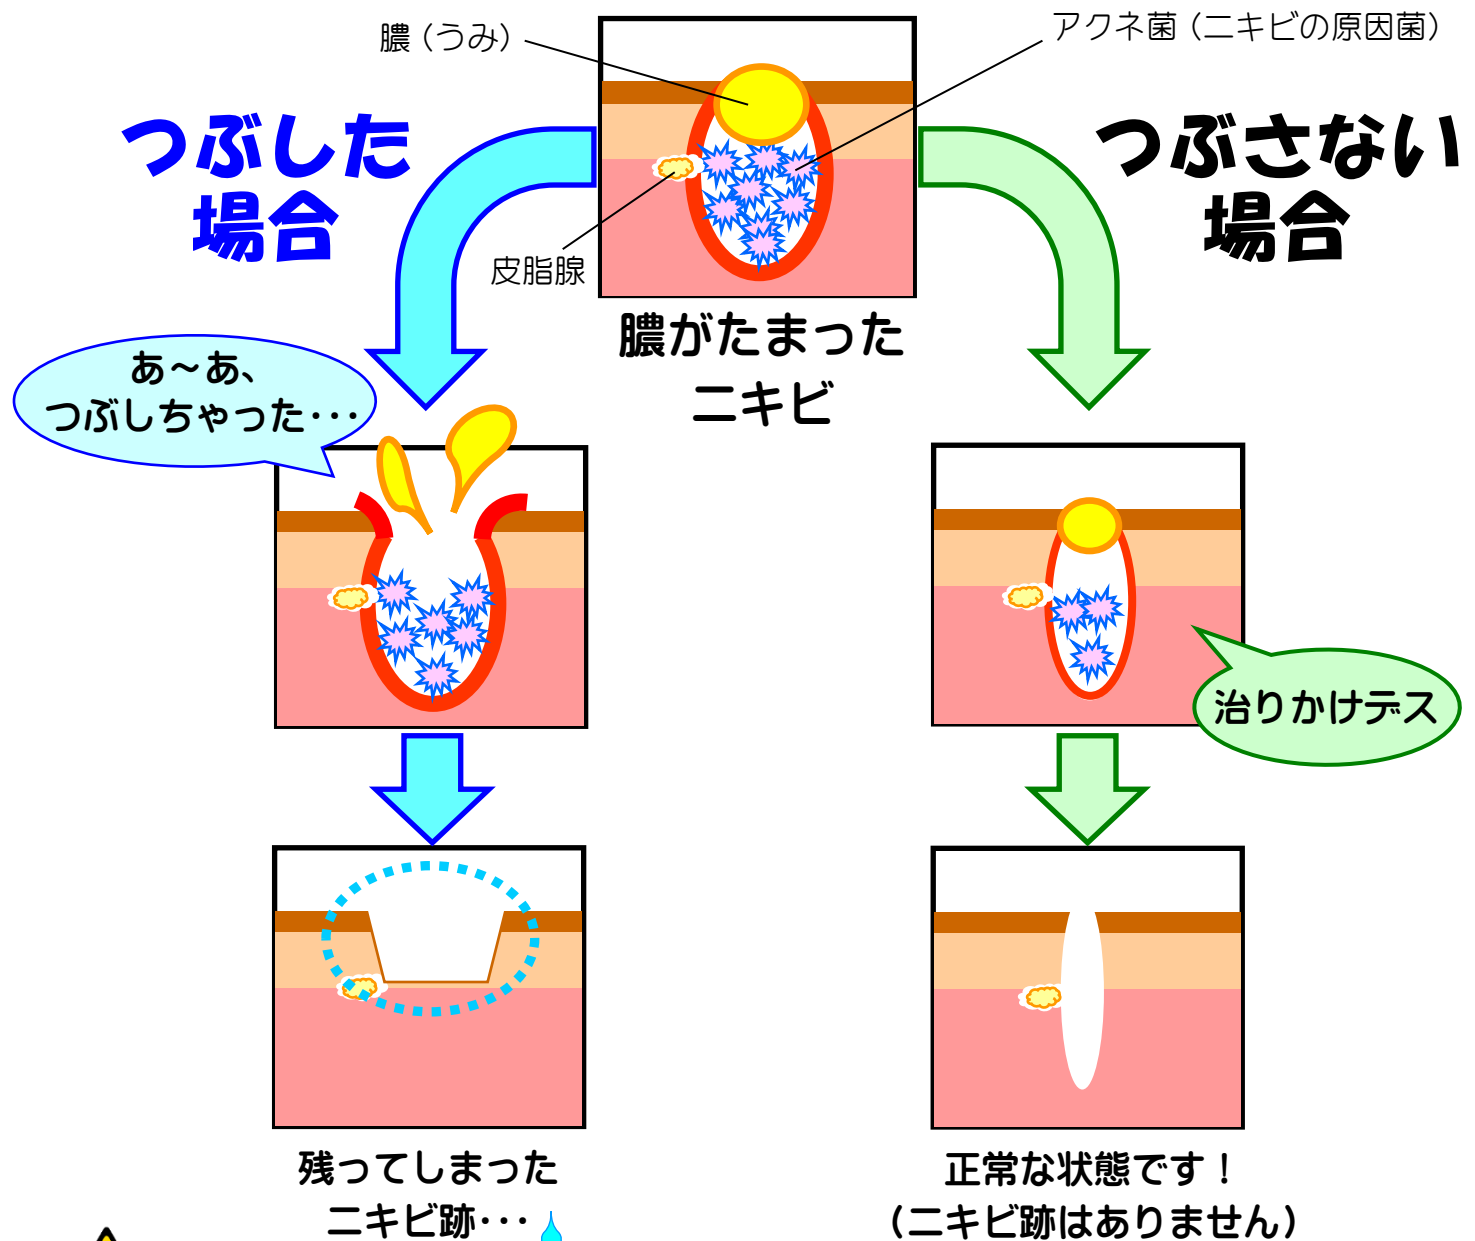 膿（うみ）
アクネ菌（ニキビの原因菌）
つぶした
場合
つぶさない
場合
皮脂腺
膿がたまった
ニキビ
あ～あ、
つぶしちゃった･･･
治りかけデス
残ってしまった
ニキビ跡･･･
正常な状態です！
（ニキビ跡はありません）